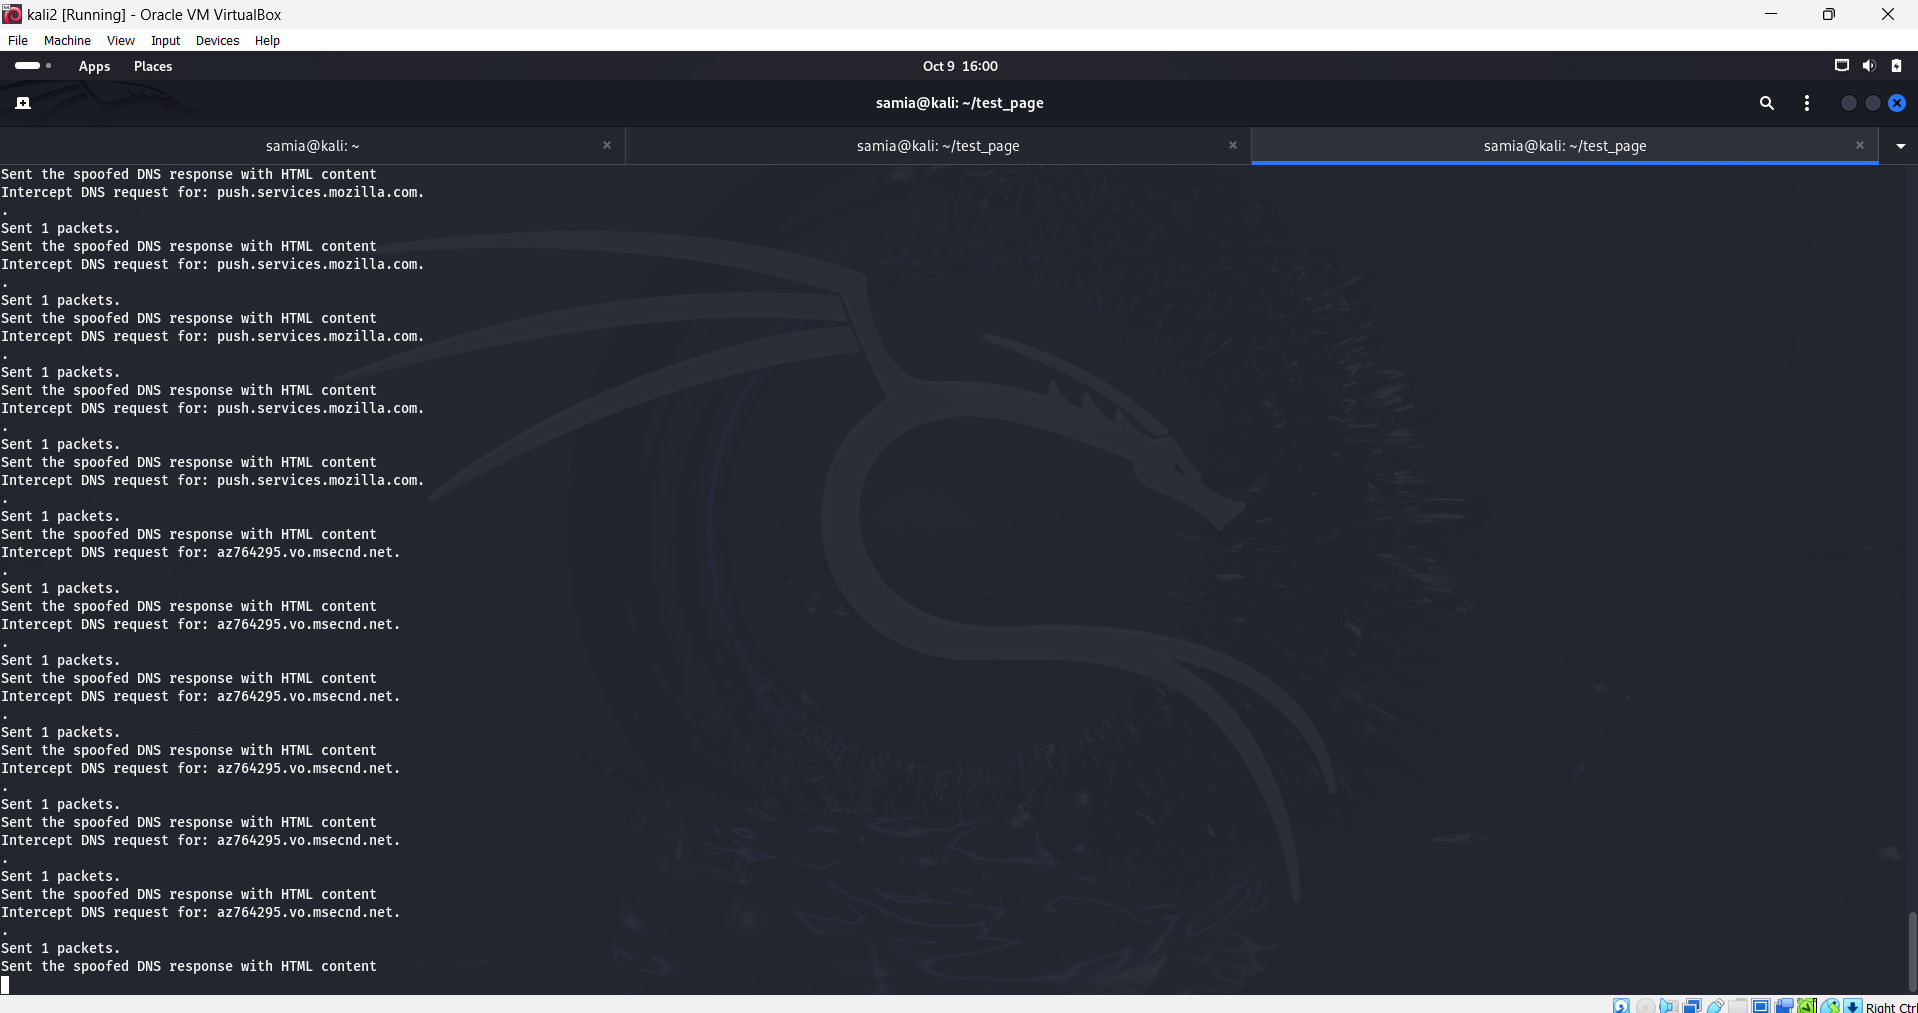 kali2 [Running] - Oracle VM VirtualBox
File Machine View Input Devices Help
Apps Places Oct 9 16:00
samia@kali: ~/test_page
samia@kali: ~ × samia@kali: ~/test_page × samia@kali: ~/test_page ×
Sent the spoofed DNS response with HTML content
Intercept DNS request for: push.services.mozilla.com.
.
Sent 1 packets.
Sent the spoofed DNS response with HTML content
Intercept DNS request for: push.services.mozilla.com.
.
Sent 1 packets.
Sent the spoofed DNS response with HTML content
Intercept DNS request for: push.services.mozilla.com.
.
Sent 1 packets.
Sent the spoofed DNS response with HTML content
Intercept DNS request for: push.services.mozilla.com.
.
Sent 1 packets.
Sent the spoofed DNS response with HTML content
Intercept DNS request for: push.services.mozilla.com.
.
Sent 1 packets.
Sent the spoofed DNS response with HTML content
Intercept DNS request for: az764295.vo.msecnd.net.
.
Sent 1 packets.
Sent the spoofed DNS response with HTML content
Intercept DNS request for: az764295.vo.msecnd.net.
.
Sent 1 packets.
Sent the spoofed DNS response with HTML content
Intercept DNS request for: az764295.vo.msecnd.net.
.
Sent 1 packets.
Sent the spoofed DNS response with HTML content
Intercept DNS request for: az764295.vo.msecnd.net.
.
Sent 1 packets.
Sent the spoofed DNS response with HTML content
Intercept DNS request for: az764295.vo.msecnd.net.
.
Sent 1 packets.
Sent the spoofed DNS response with HTML content
Intercept DNS request for: az764295.vo.msecnd.net.
.
Sent 1 packets.
Sent the spoofed DNS response with HTML content
Right Ctrl